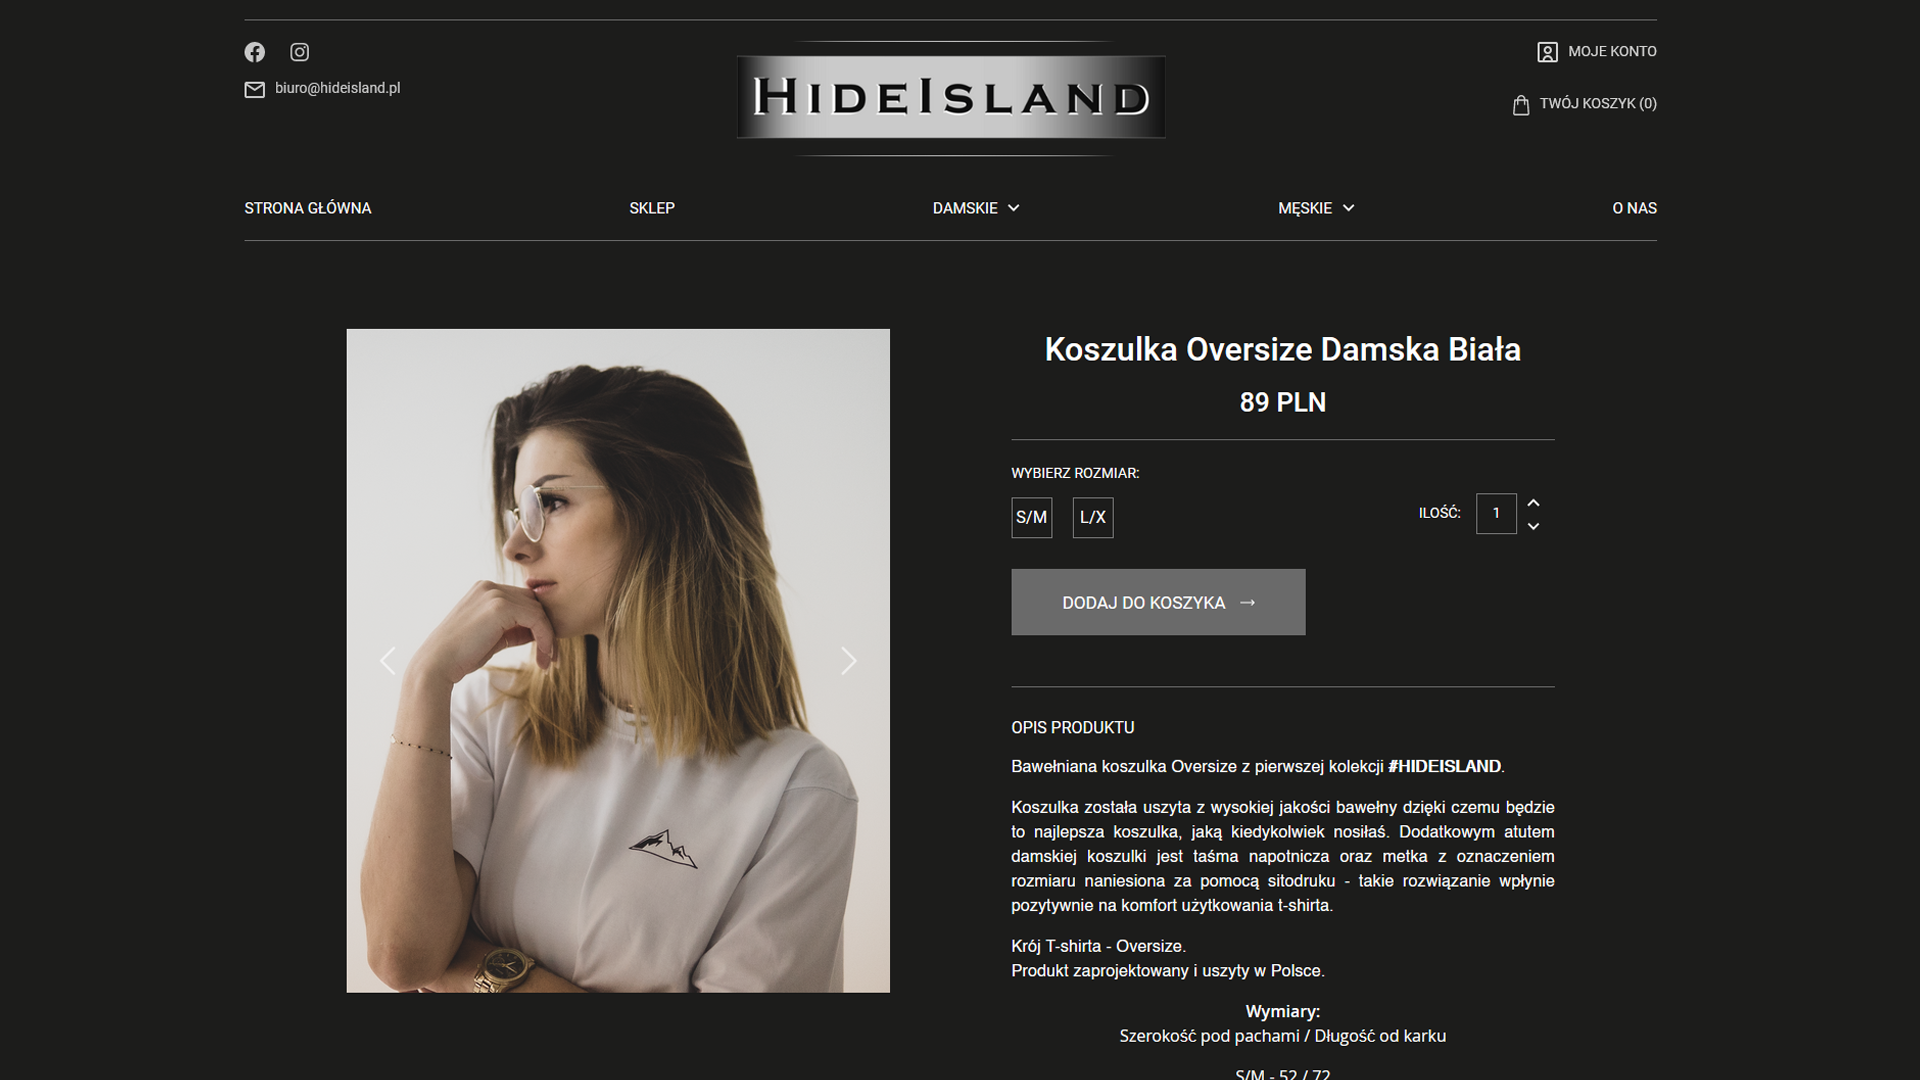 biuro@hideisland.pl
HIDEISLAND
MOJE KONTO
TWÓJ KOSZYK (0)
STRONA GŁÓWNA
SKLEP
DAMSKIE
MĘSKIE
O NAS
Koszulka Oversize Damska Biała
89 PLN
WYBIERZ ROZMIAR:
S/M
L/X
ILOŚĆ:
1
DODAJ DO KOSZYKA →
OPIS PRODUKTU
Bawełniana koszulka Oversize z pierwszej kolekcji #HIDEISLAND.
Koszulka została uszyta z wysokiej jakości bawełny dzięki czemu będzie
to najlepsza koszulka, jaką kiedykolwiek nosiłaś. Dodatkowym atutem
damskiej koszulki jest taśma napotnicza oraz metka z oznaczeniem
rozmiaru naniesiona za pomocą sitodruku - takie rozwiązanie wpłynie
pozytywnie na komfort użytkowania t-shirta.
Krój T-shirta - Oversize.
Produkt zaprojektowany i uszyty w Polsce.
Wymiary:
Szerokość pod pachami / Długość od karku
S/M - 52 / 72